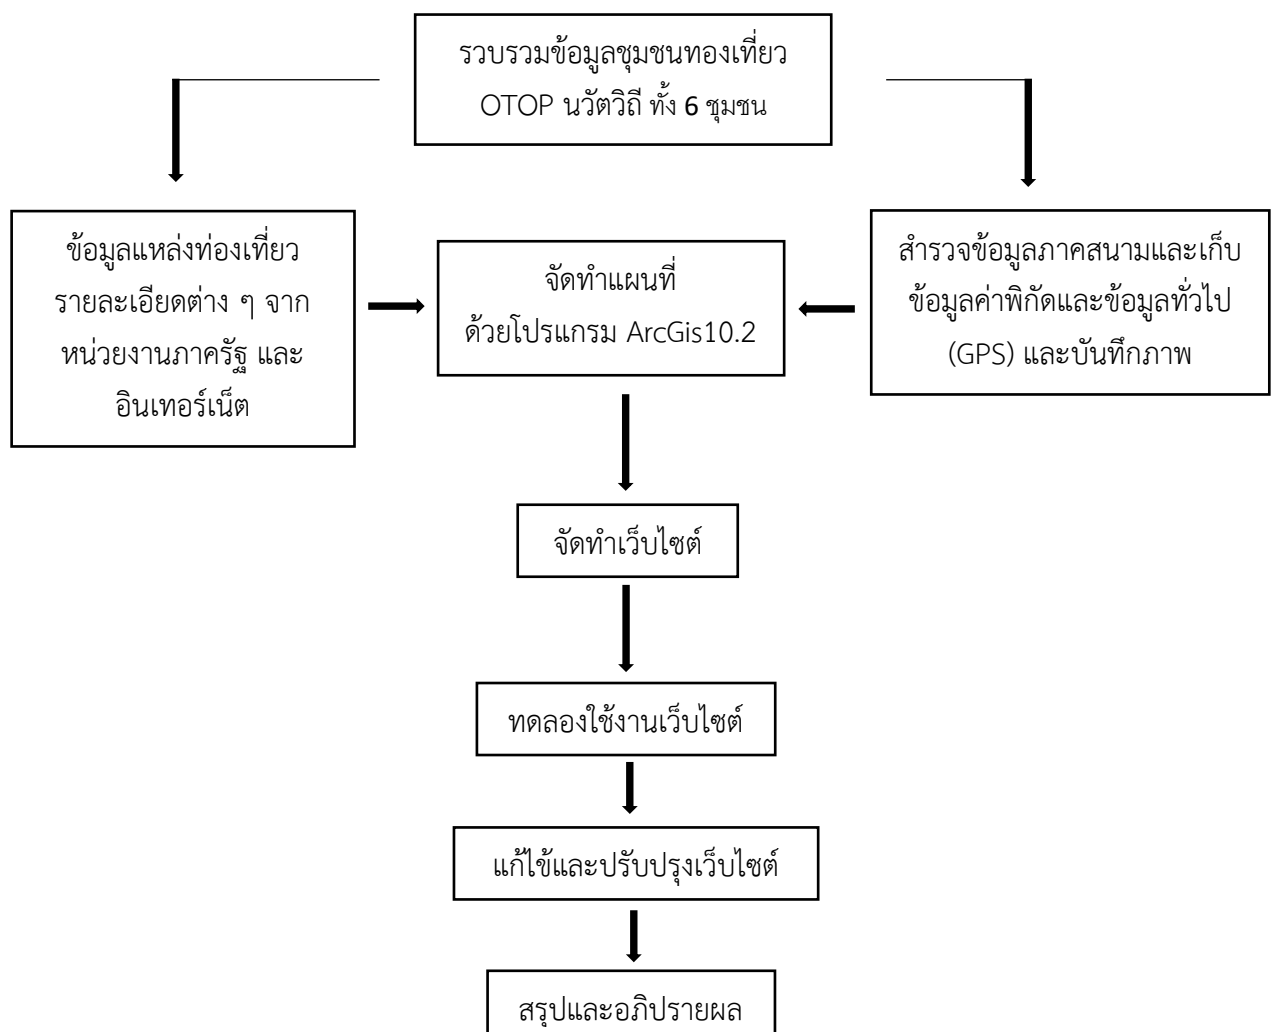 รวบรวมข้อมูลชุมชนทองเที่ยว
OTOP นวัตวิถี ทั้ง 6 ชุมชน
ข้อมูลแหล่งท่องเที่ยว
รายละเอียดต่าง ๆ จาก
หน่วยงานภาครัฐ และ
อินเทอร์เน็ต
จัดทำแผนที่
ด้วยโปรแกรม ArcGis10.2
สำรวจข้อมูลภาคสนามและเก็บ
ข้อมูลค่าพิกัดและข้อมูลทั่วไป
(GPS) และบันทึกภาพ
จัดทำเว็บไซต์
ทดลองใช้งานเว็บไซต์
แก้ไข้และปรับปรุงเว็บไซต์
สรุปและอภิปรายผล